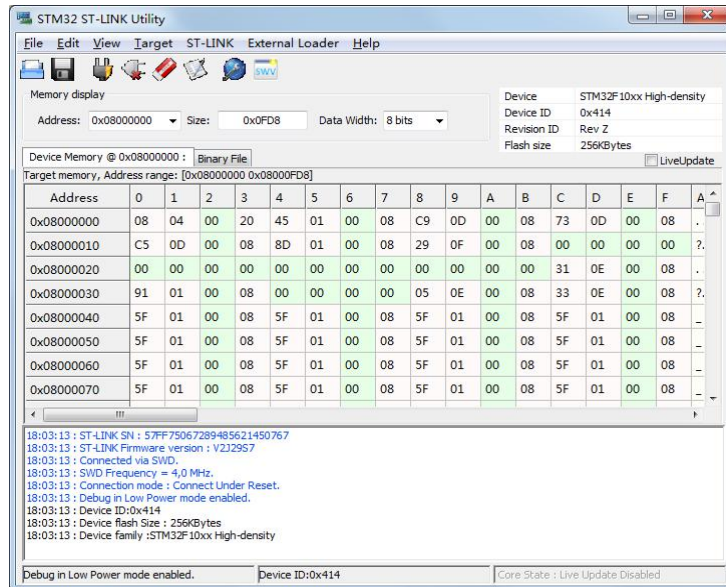 STM32 ST-LINK Utility
File Edit View Target ST-LINK External Loader Help
SWV
Memory display
Address: 0x08000000 Size: 0x0FD8 Data Width: 8 bits
Device STM32F10xx High-density
Device ID 0x414
Revision ID Rev Z
Flash size 256KBytes
LiveUpdate
Device Memory @ 0x08000000 : Binary File
Target memory, Address range: [0x08000000 0x08000FD8]
Address 0 1 2 3 4 5 6 7 8 9 A B C D E F A
0x08000000 08 04 00 20 45 01 00 08 C9 0D 00 08 73 0D 00 08 .
0x08000010 C5 0D 00 08 8D 01 00 08 29 0F 00 08 00 00 00 00 ?.
0x08000020 00 00 00 00 00 00 00 00 00 00 00 00 31 0E 00 08 .
0x08000030 91 01 00 08 00 00 00 00 05 0E 00 08 33 0E 00 08 ?.
0x08000040 5F 01 00 08 5F 01 00 08 5F 01 00 08 5F 01 00 08 _
0x08000050 5F 01 00 08 5F 01 00 08 5F 01 00 08 5F 01 00 08 _
0x08000060 5F 01 00 08 5F 01 00 08 5F 01 00 08 5F 01 00 08 _
0x08000070 5F 01 00 08 5F 01 00 08 5F 01 00 08 5F 01 00 08 _
18:03:13 : ST-LINK SN : 57FF75067289485621450767
18:03:13 : ST-LINK Firmware version : V2J29S7
18:03:13 : Connected via SWD.
18:03:13 : SWD Frequency = 4,0 MHz.
18:03:13 : Connection mode : Connect Under Reset.
18:03:13 : Debug in Low Power mode enabled.
18:03:13 : Device ID:0x414
18:03:13 : Device flash Size : 256KBytes
18:03:13 : Device family :STM32F10xx High-density
Debug in Low Power mode enabled. Device ID:0x414 Core State : Live Update Disabled